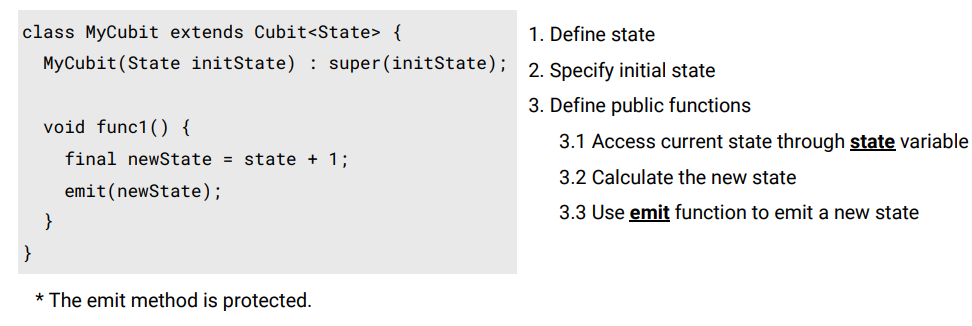 class MyCubit extends Cubit<State> {
MyCubit(State initState) : super(initState);
void func1() {
final newState = state + 1;
emit(newState);
}
}
* The emit method is protected.
1. Define state
2. Specify initial state
3. Define public functions
3.1 Access current state through state variable
3.2 Calculate the new state
3.3 Use emit function to emit a new state